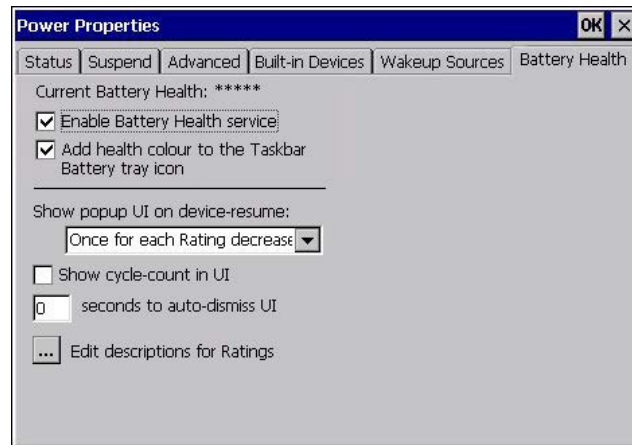 Power Properties OK ×
Status Suspend Advanced Built-in Devices Wakeup Sources Battery Health
Current Battery Health: *****
Enable Battery Health service
Add health colour to the Taskbar
Battery tray icon
Show popup UI on device-resume:
Once for each Rating decrease
Show cycle-count in UI
0 seconds to auto-dismiss UI
... Edit descriptions for Ratings